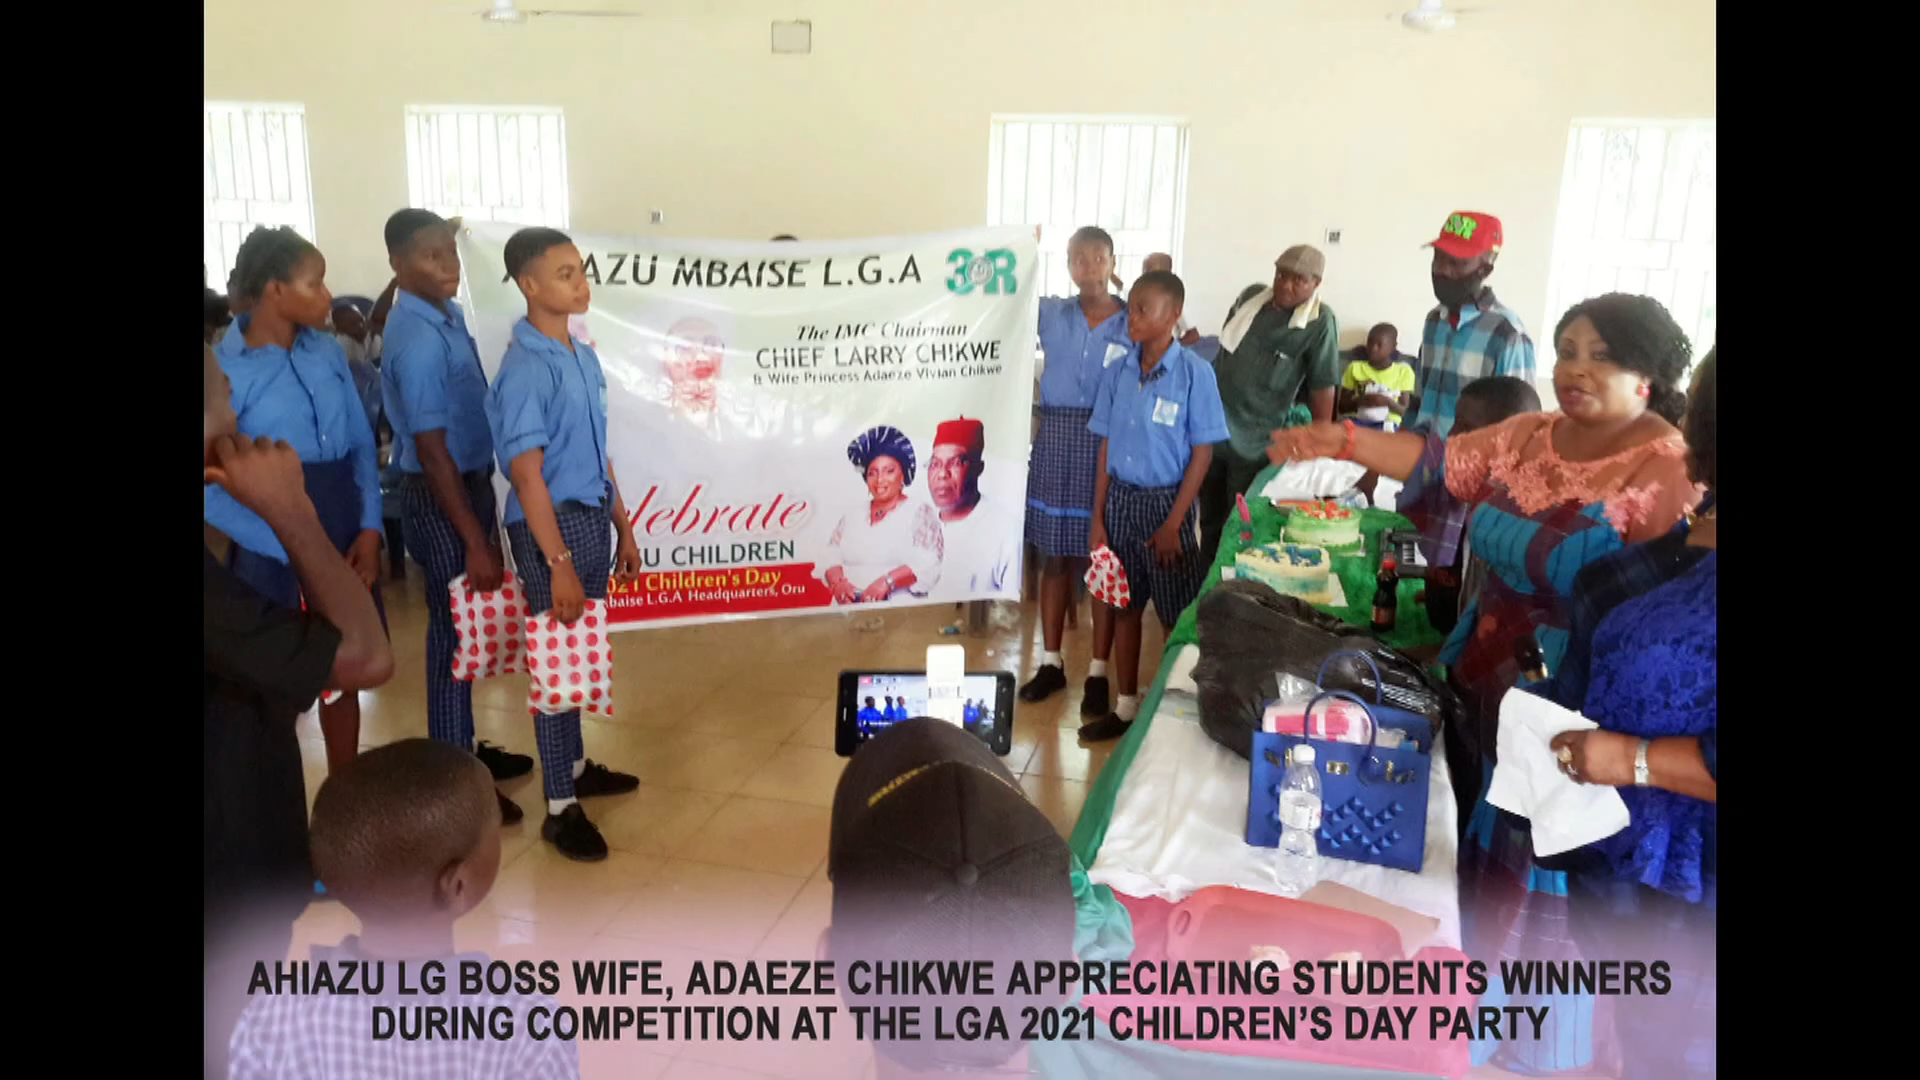 AZU MBAISE L.G.A
3R
The IMC Chairman
CHIEF LARRY CHIKWE
& Wife Princess Adaeze Vivian Chikwe
lebrate
U CHILDREN
2021 Children's Day
baise L.G.A Headquarters, Oru
AHIAZU LG BOSS WIFE, ADAEZE CHIKWE APPRECIATING STUDENTS WINNERS
DURING COMPETITION AT THE LGA 2021 CHILDREN'S DAY PARTY